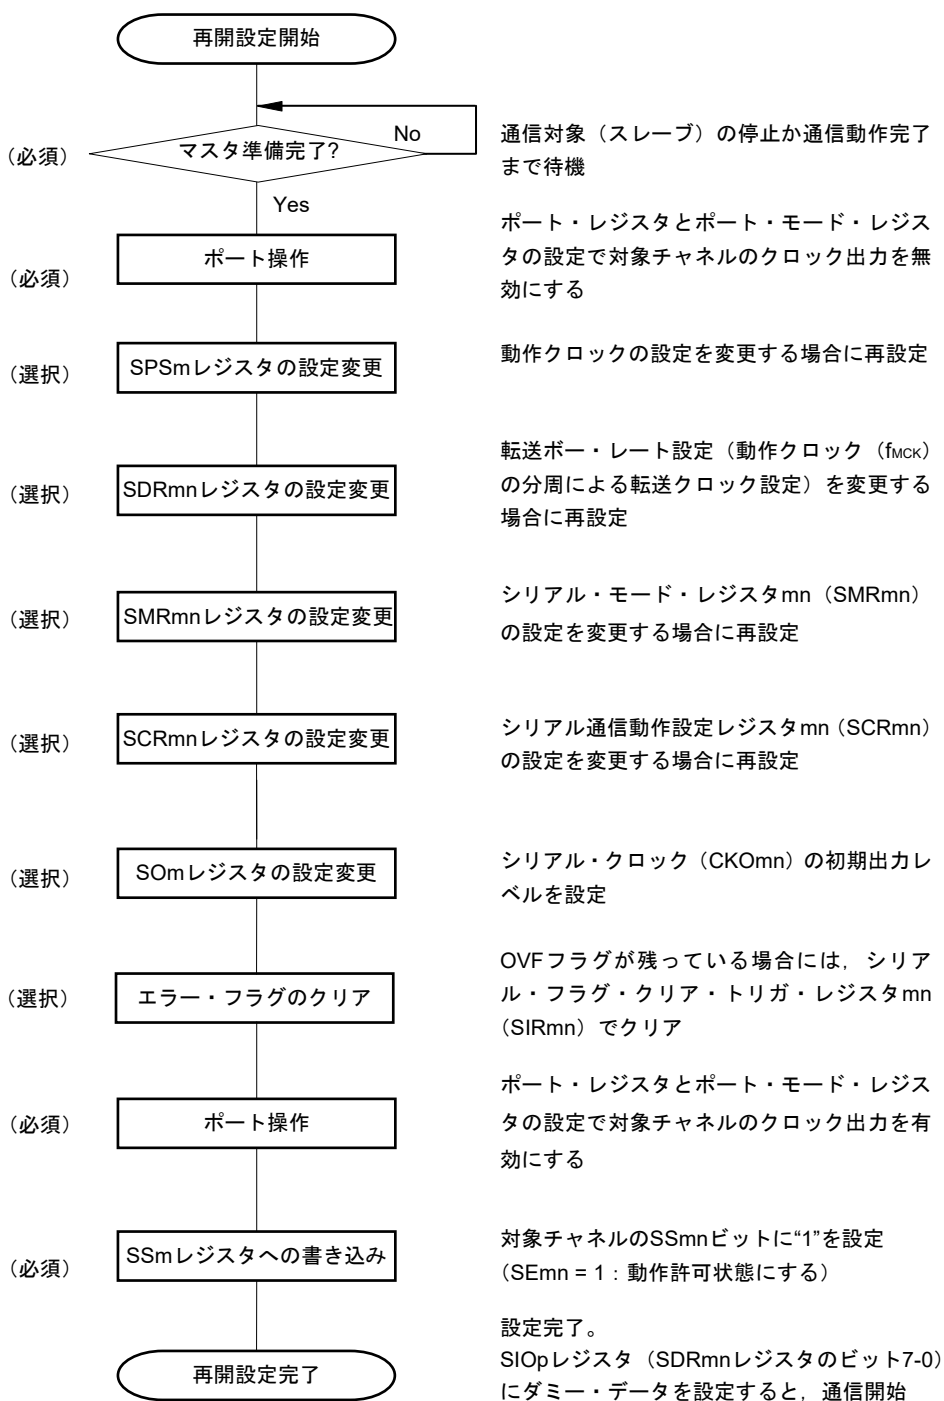 再開設定開始
No
(必須)
マスタ準備完了?
通信対象（スレーブ）の停止か通信動作完了
まで待機
Yes
(必須)
ポート操作
ポート・レジスタとポート・モード・レジス
タの設定で対象チャネルのクロック出力を無
効にする
(選択)
SPSmレジスタの設定変更
動作クロックの設定を変更する場合に再設定
(選択)
SDRmnレジスタの設定変更
転送ボー・レート設定（動作クロック（fMCK）
の分周による転送クロック設定）を変更する
場合に再設定
(選択)
SMRmnレジスタの設定変更
シリアル・モード・レジスタmn（SMRmn）
の設定を変更する場合に再設定
(選択)
SCRmnレジスタの設定変更
シリアル通信動作設定レジスタmn（SCRmn）
の設定を変更する場合に再設定
(選択)
SOmレジスタの設定変更
シリアル・クロック（CKOmn）の初期出力レ
ベルを設定
(選択)
エラー・フラグのクリア
OVFフラグが残っている場合には，シリア
ル・フラグ・クリア・トリガ・レジスタmn
（SIRmn）でクリア
(必須)
ポート操作
ポート・レジスタとポート・モード・レジス
タの設定で対象チャネルのクロック出力を有
効にする
(必須)
SSmレジスタへの書き込み
対象チャネルのSSmnビットに“1”を設定
（SEmn = 1：動作許可状態にする）
再開設定完了
設定完了。
SIOpレジスタ（SDRmnレジスタのビット7-0）
にダミー・データを設定すると，通信開始